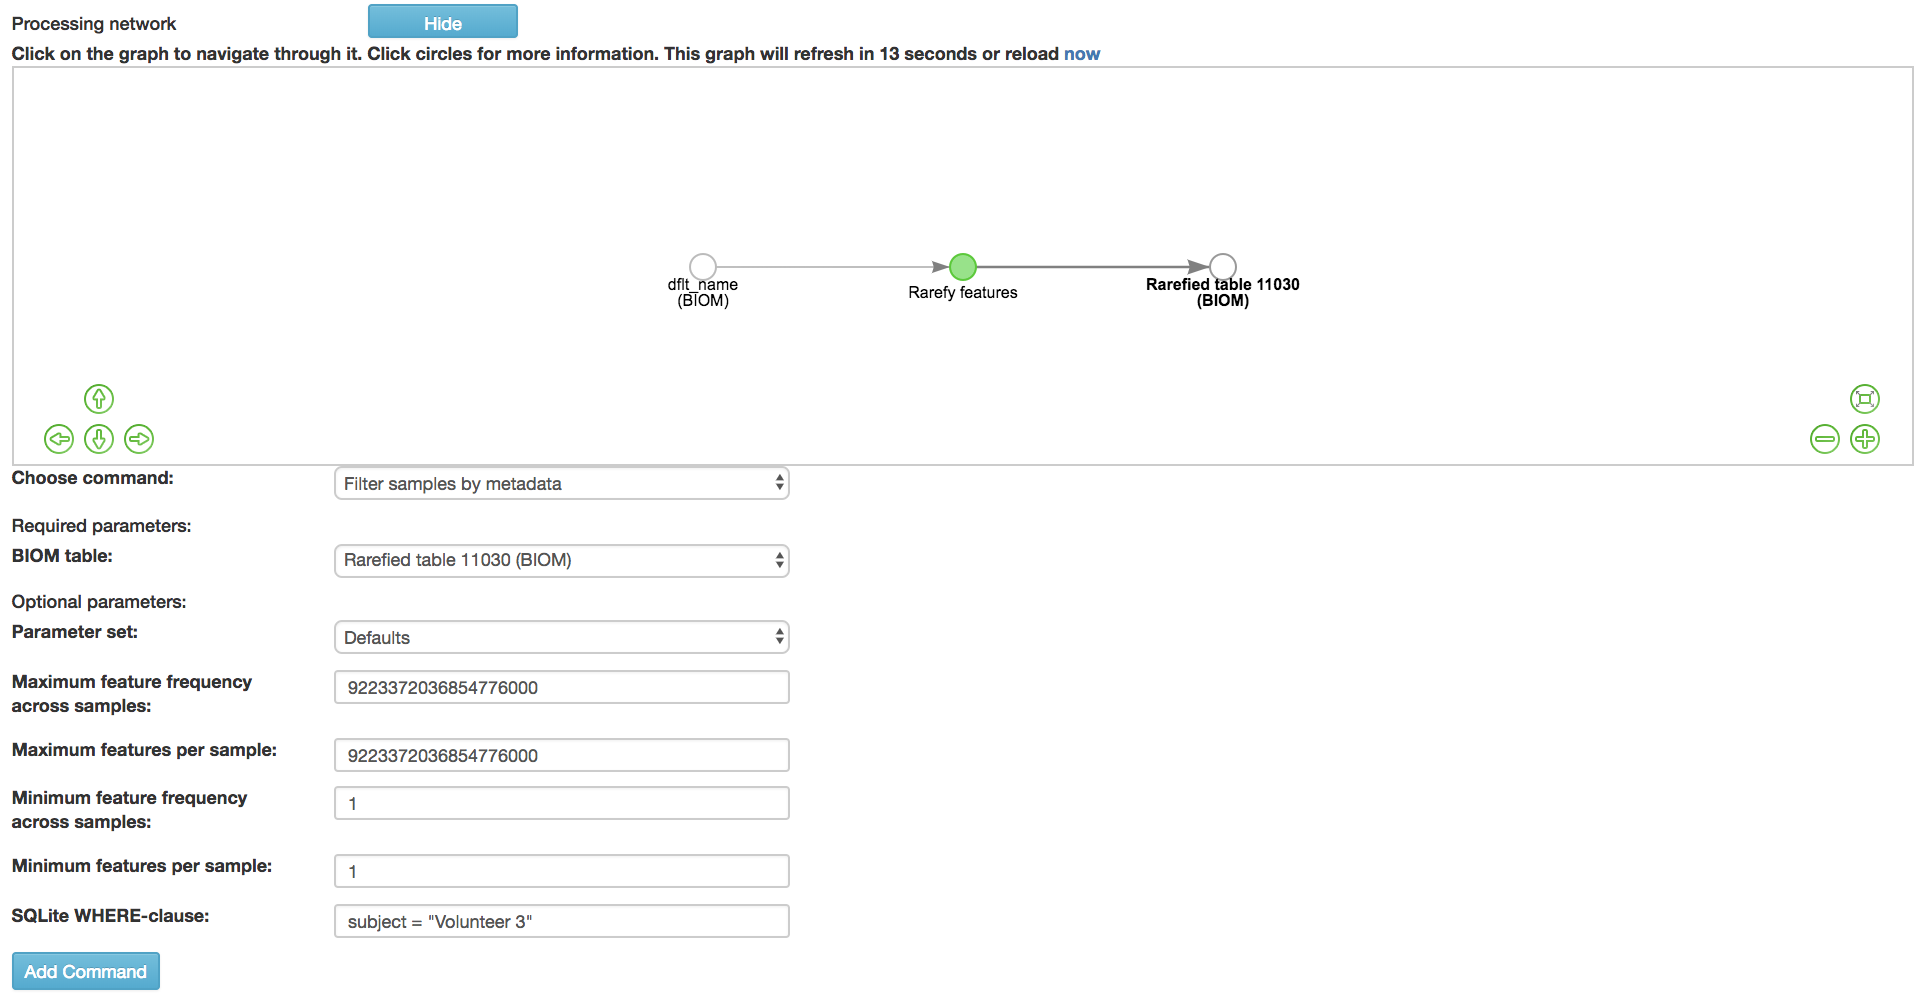 Processing network
Hide
Click on the graph to navigate through it. Click circles for more information. This graph will refresh in 13 seconds or reload now
dflt_name
(BIOM)
Rarefy features
Rarefied table 11030
(BIOM)
Choose command:
Filter samples by metadata
Required parameters:
BIOM table:
Rarefied table 11030 (BIOM)
Optional parameters:
Parameter set:
Defaults
Maximum feature frequency
across samples:
9223372036854776000
Maximum features per sample:
9223372036854776000
Minimum feature frequency
across samples:
1
Minimum features per sample:
1
SQLite WHERE-clause:
subject = "Volunteer 3"
Add Command